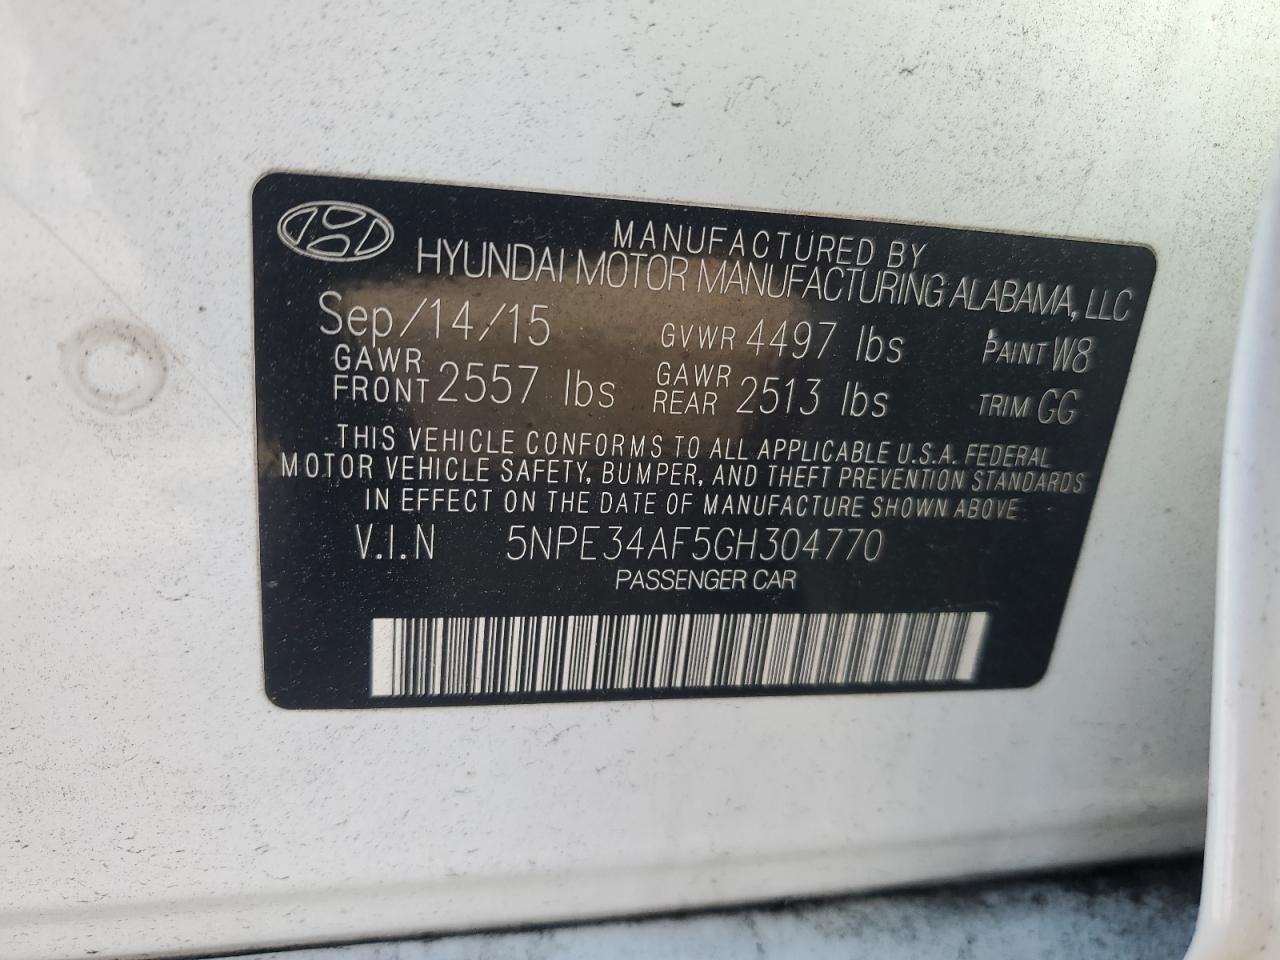 MANUFACTURED BY
HYUNDAI MOTOR MANUFACTURING ALABAMA, LLC
Sep/14/15 GVWR 4497 lbs PAINT W8
GAWR FRONT 2557 lbs GAWR REAR 2513 lbs TRIM GG
THIS VEHICLE CONFORMS TO ALL APPLICABLE U.S.A. FEDERAL
MOTOR VEHICLE SAFETY, BUMPER, AND THEFT PREVENTION STANDARDS
IN EFFECT ON THE DATE OF MANUFACTURE SHOWN ABOVE
V.I.N 5NPE34AF5GH304770
PASSENGER CAR